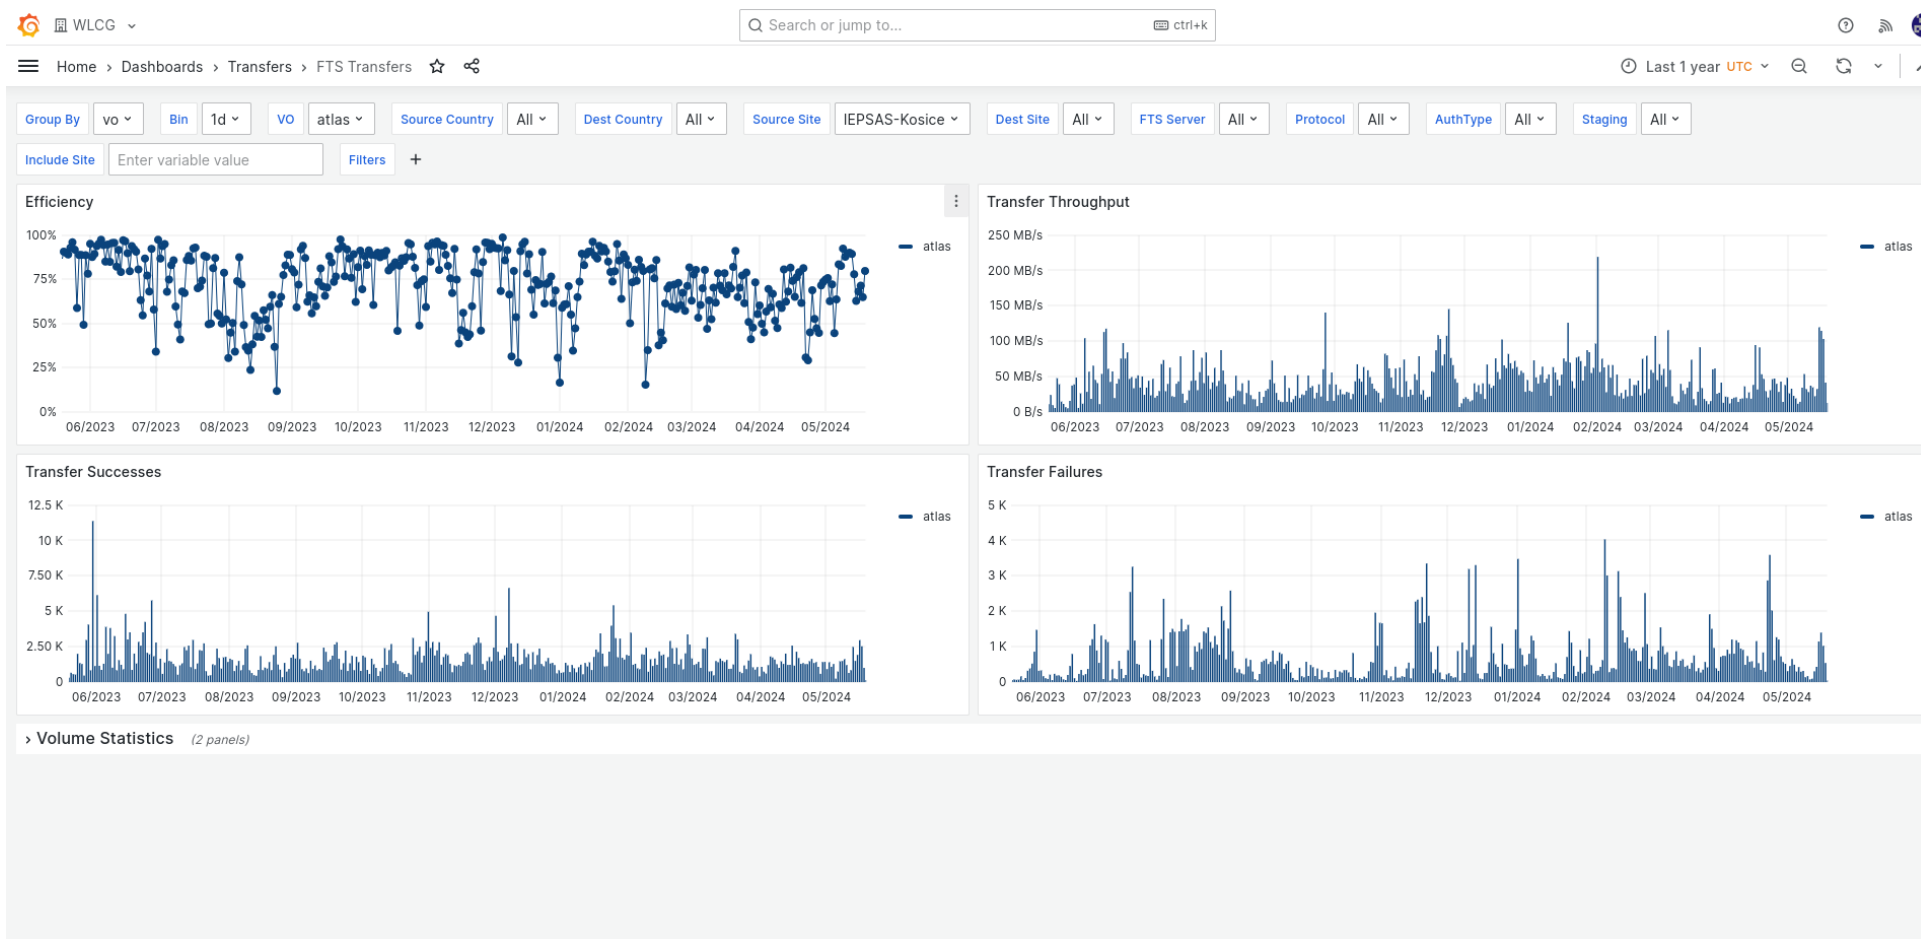 WLCG
Search or jump to...
ctrl+k
Home › Dashboards › Transfers › FTS Transfers
Last 1 year UTC
Group By vo Bin 1d VO atlas Source Country All Dest Country All Source Site IEPSAS-Kosice Dest Site All FTS Server All Protocol All AuthType All Staging All
Include Site Enter variable value Filters +
Efficiency
100%
75%
50%
25%
0%
06/2023 07/2023 08/2023 09/2023 10/2023 11/2023 12/2023 01/2024 02/2024 03/2024 04/2024 05/2024
atlas
Transfer Throughput
250 MB/s
200 MB/s
150 MB/s
100 MB/s
50 MB/s
0 B/s
06/2023 07/2023 08/2023 09/2023 10/2023 11/2023 12/2023 01/2024 02/2024 03/2024 04/2024 05/2024
atlas
Transfer Successes
12.5 K
10 K
7.50 K
5 K
2.50 K
0
06/2023 07/2023 08/2023 09/2023 10/2023 11/2023 12/2023 01/2024 02/2024 03/2024 04/2024 05/2024
atlas
Transfer Failures
5 K
4 K
3 K
2 K
1 K
0
06/2023 07/2023 08/2023 09/2023 10/2023 11/2023 12/2023 01/2024 02/2024 03/2024 04/2024 05/2024
atlas
› Volume Statistics (2 panels)